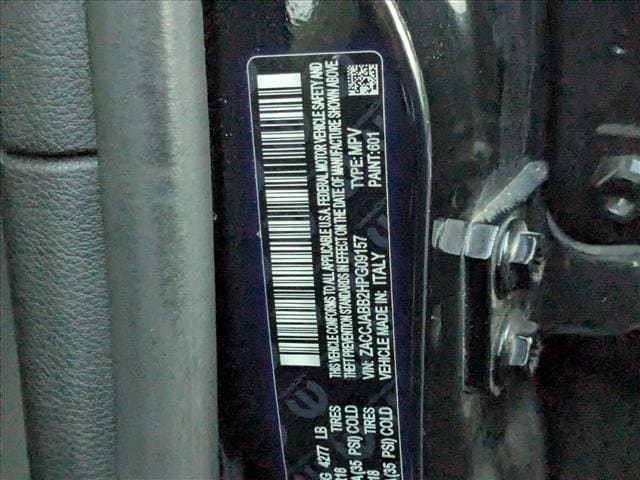 THIS VEHICLE CONFORMS TO ALL APPLICABLE U.S.A. FEDERAL MOTOR VEHICLE SAFETY AND
THEFT PREVENTION STANDARDS IN EFFECT ON THE DATE OF MANUFACTURE SHOWN ABOVE.
VIN: ZACCJABB2HPG09157 TYPE: MPV
VEHICLE MADE IN: ITALY PAINT: 601
G 4277 LB
TIRES
R18
(35 PSI) COLD
TIRES
R18
A(35 PSI) COLD